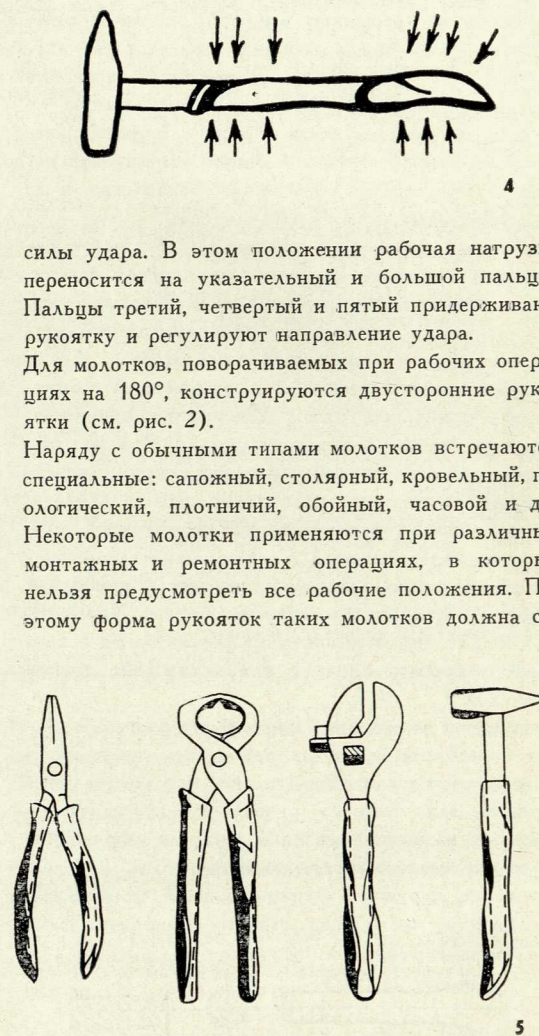 4
силы удара. В этом положении рабочая нагрузк
переносится на указательный и большой пальц
Пальцы третий, четвертый и пятый придерживаю
рукоятку и регулируют направление удара.
Для молотков, поворачиваемых при рабочих опер
циях на 180°, конструируются двусторонние рук
ятки (см. рис. 2).
Наряду с обычными типами молотков встречаютс
специальные: сапожный, столярный, кровельный, г
ологический, плотничий, обойный, часовой и д
Некоторые молотки применяются при различны
монтажных и ремонтных операциях, в которы
нельзя предусмотреть все рабочие положения. П
этому форма рукояток таких молотков должна с
5